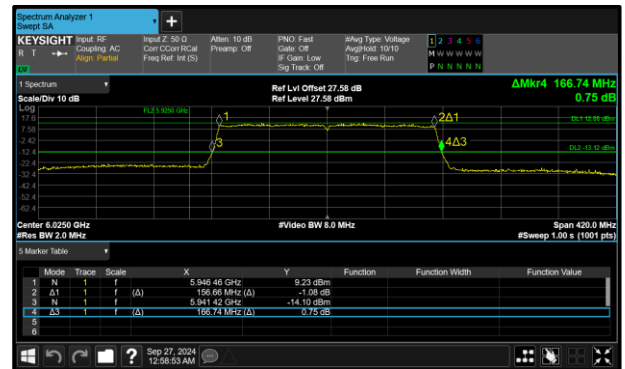 Spectrum Analyzer 1
Swept SA
+
KEYSIGHT Input: RF Input Z: 50 Ω Atten: 10 dB PNO: Fast #Avg Type: Voltage 1 2 3 4 5 6
Coupling: AC Corr CCorr RCal Preamp: Off Gate: Off Avg|Hold: 10/10 M W W W W W
Align: Partial Freq Ref: Int (S) IF Gain: Low Trig: Free Run
Sig Track: Off P N N N N N
1 Spectrum
Ref Lvl Offset 27.58 dB ΔMkr4 166.74 MHz
Scale/Div 10 dB Ref Level 27.58 dBm 0.75 dB
Log
17.6 FL2 5.9250 GHz 1 2Δ1 DL1 12.88 dBm
7.58
-2.42 3 4Δ3
-12.4 DL2 -13.12 dBm
-22.4
-32.4
-42.4
-52.4
-62.4
Center 6.0250 GHz #Video BW 8.0 MHz Span 420.0 MHz
#Res BW 2.0 MHz #Sweep 1.00 s (1001 pts)
5 Marker Table
Mode Trace Scale X Y Function Function Width Function Value
1 N 1 f 5.946 46 GHz 9.23 dBm
2 Δ1 1 f (Δ) 156.66 MHz (Δ) -1.08 dB
3 N 1 f 5.941 42 GHz -14.10 dBm
4 Δ3 1 f (Δ) 166.74 MHz (Δ) 0.75 dB
5
6
? Sep 27, 2024
12:58:53 AM